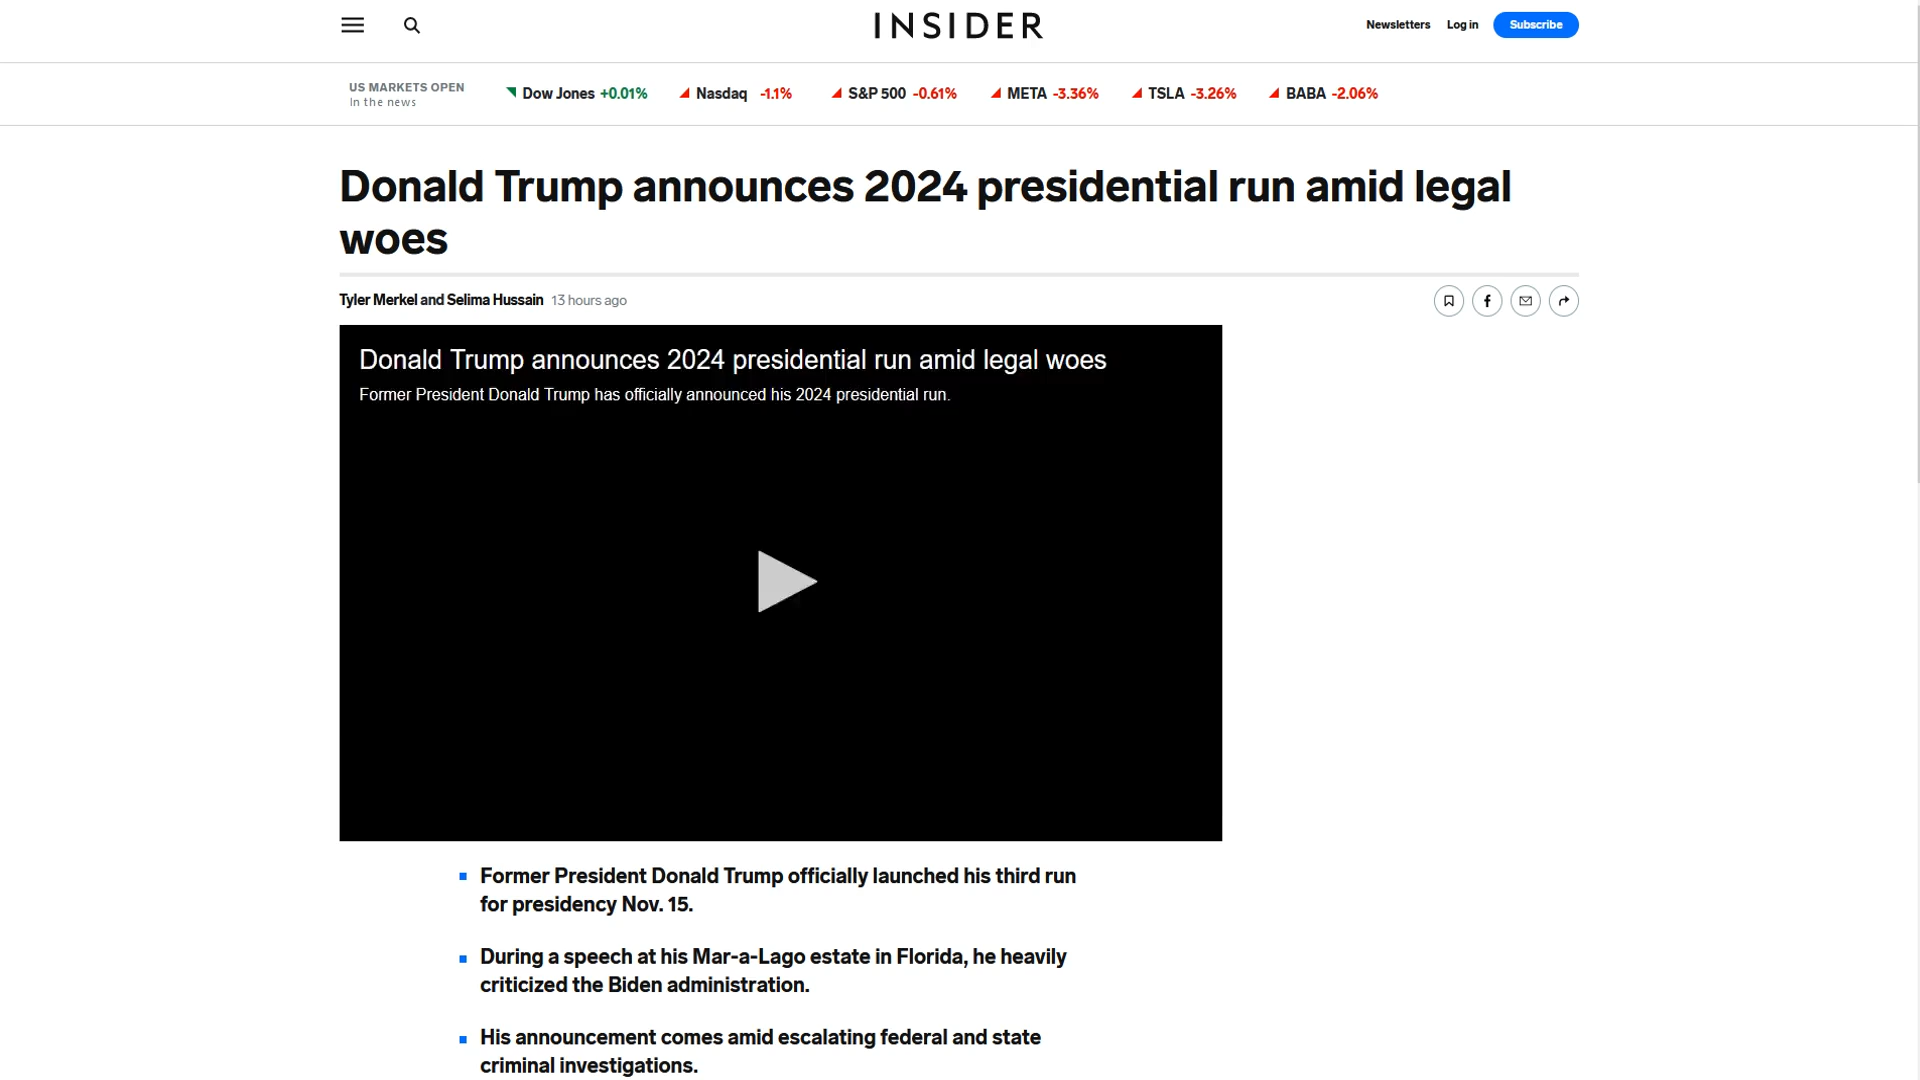 INSIDER
Newsletters Log in Subscribe
US MARKETS OPEN
In the news
Dow Jones +0.01% Nasdaq -1.1% S&P 500 -0.61% META -3.36% TSLA -3.26% BABA -2.06%
Donald Trump announces 2024 presidential run amid legal
woes
Tyler Merkel and Selima Hussain 13 hours ago
Donald Trump announces 2024 presidential run amid legal woes
Former President Donald Trump has officially announced his 2024 presidential run.
Former President Donald Trump officially launched his third run
for presidency Nov. 15.
During a speech at his Mar-a-Lago estate in Florida, he heavily
criticized the Biden administration.
His announcement comes amid escalating federal and state
criminal investigations.